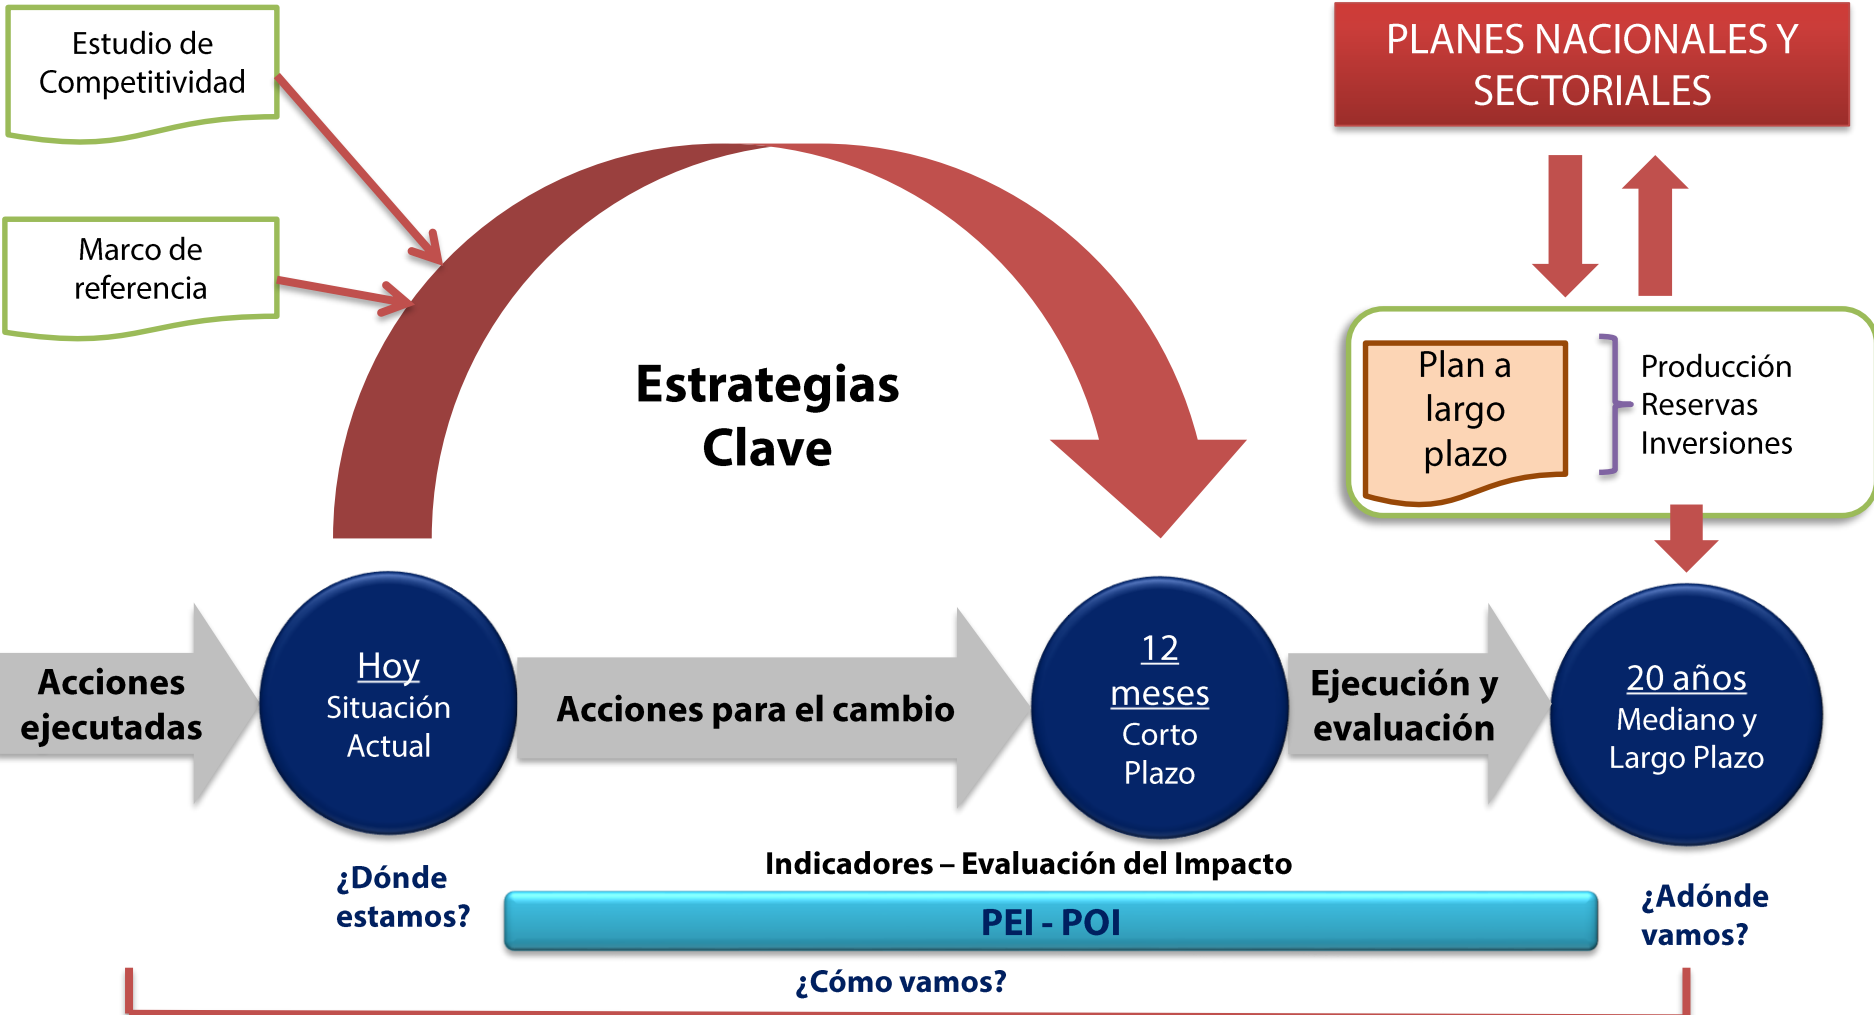 Estudio de
Competitividad
PLANES NACIONALES Y
SECTORIALES
Marco de
referencia
Estrategias
Clave
Plan a
largo
plazo
Producción
Reservas
Inversiones
Acciones
ejecutadas
Hoy
Situación
Actual
Acciones para el cambio
12
meses
Corto
Plazo
Ejecución y
evaluación
20 años
Mediano y
Largo Plazo
Indicadores – Evaluación del Impacto
¿Dónde
estamos?
PEI - POI
¿Adónde
vamos?
¿Cómo vamos?